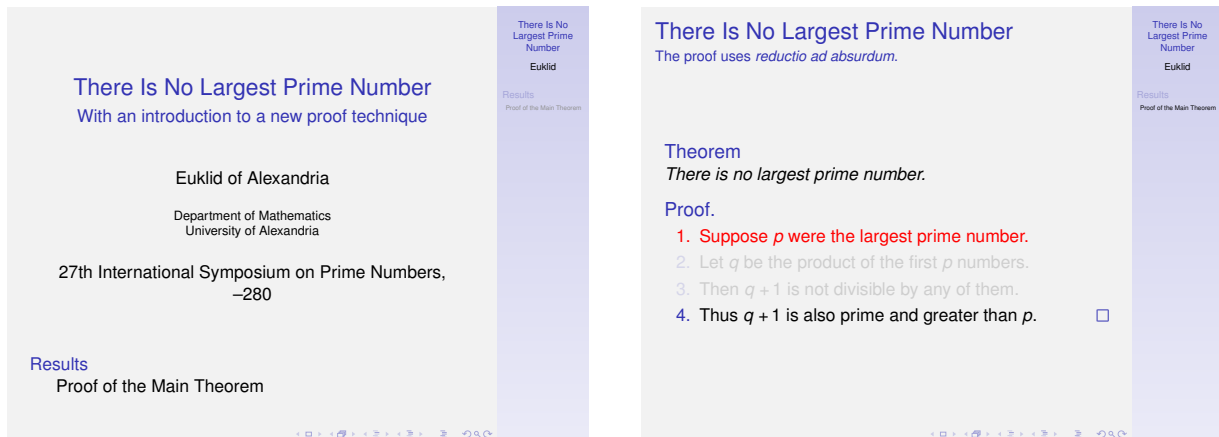 There Is No Largest Prime Number
With an introduction to a new proof technique
Euklid of Alexandria
Department of Mathematics
University of Alexandria
27th International Symposium on Prime Numbers,
–280
Results
Proof of the Main Theorem
There Is No
Largest Prime
Number
Euklid
Results
Proof of the Main Theorem
There Is No Largest Prime Number
The proof uses reductio ad absurdum.
Theorem
There is no largest prime number.
Proof.
1. Suppose p were the largest prime number.
2. Let q be the product of the first p numbers.
3. Then q + 1 is not divisible by any of them.
4. Thus q + 1 is also prime and greater than p. □
There Is No
Largest Prime
Number
Euklid
Results
Proof of the Main Theorem